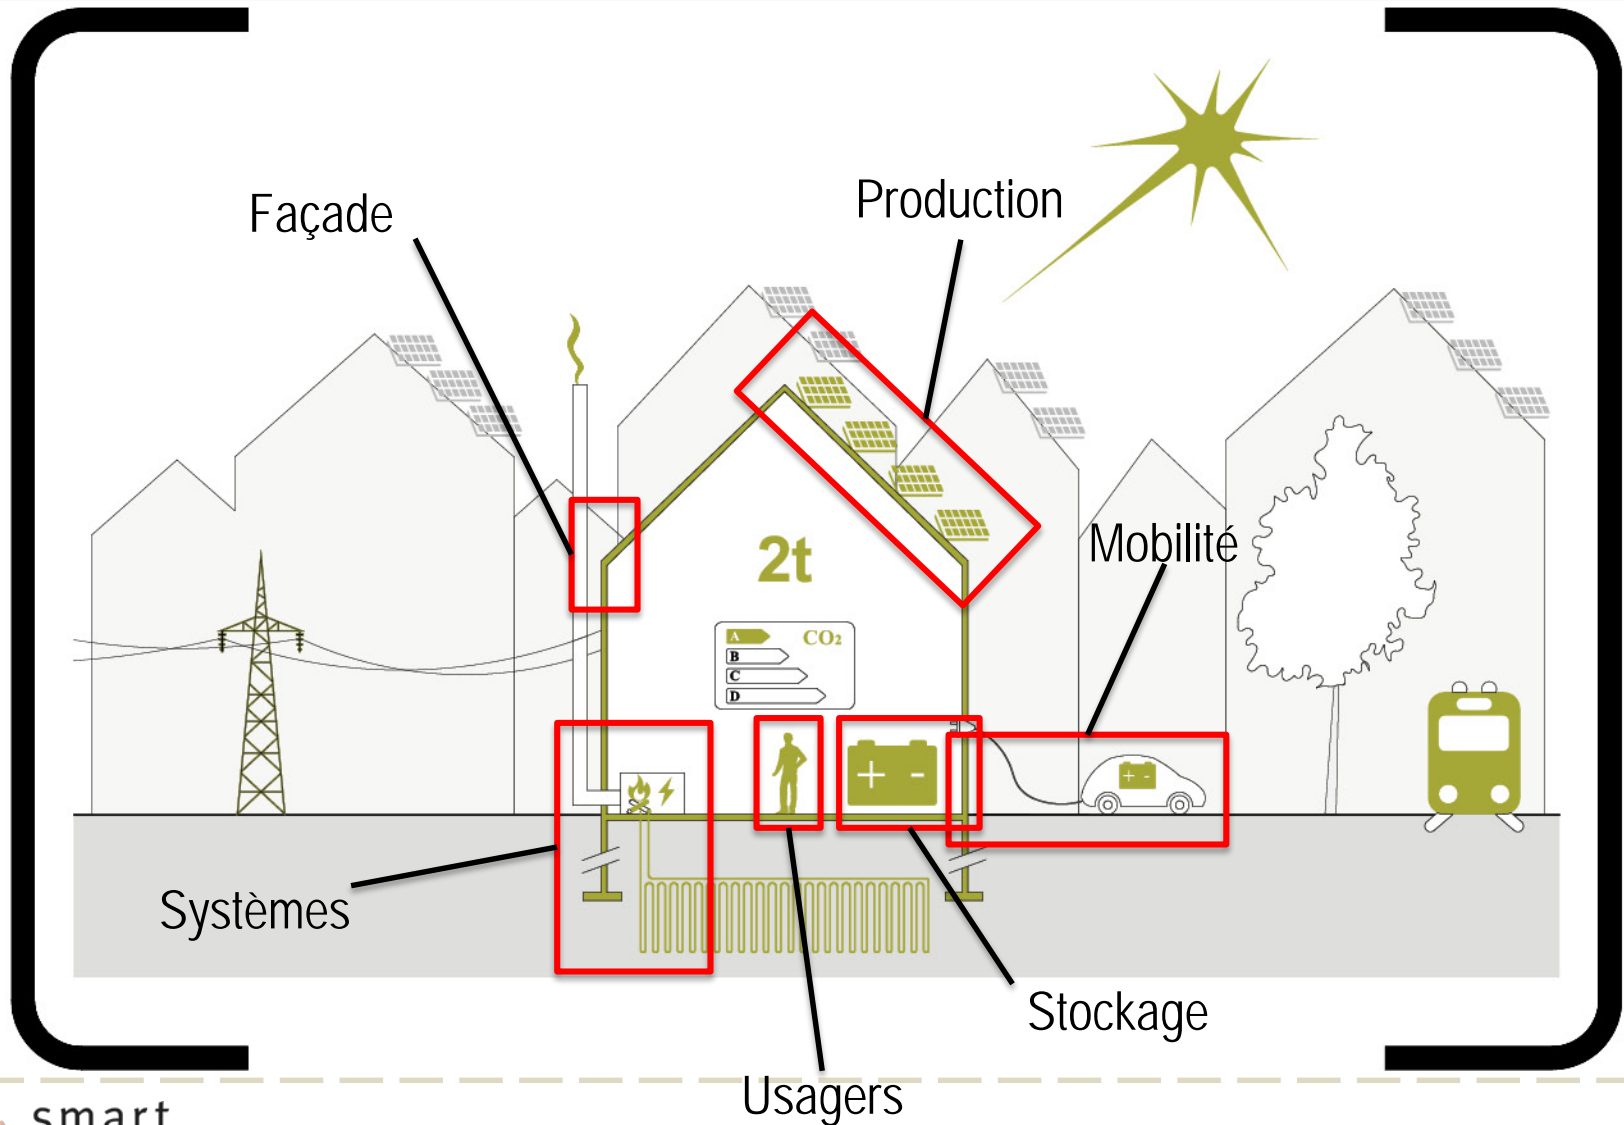 Production
Façade
Mobilité
2t
A CO₂
B
C
D
+ -
+ -
Systèmes
Stockage
Usagers
smart